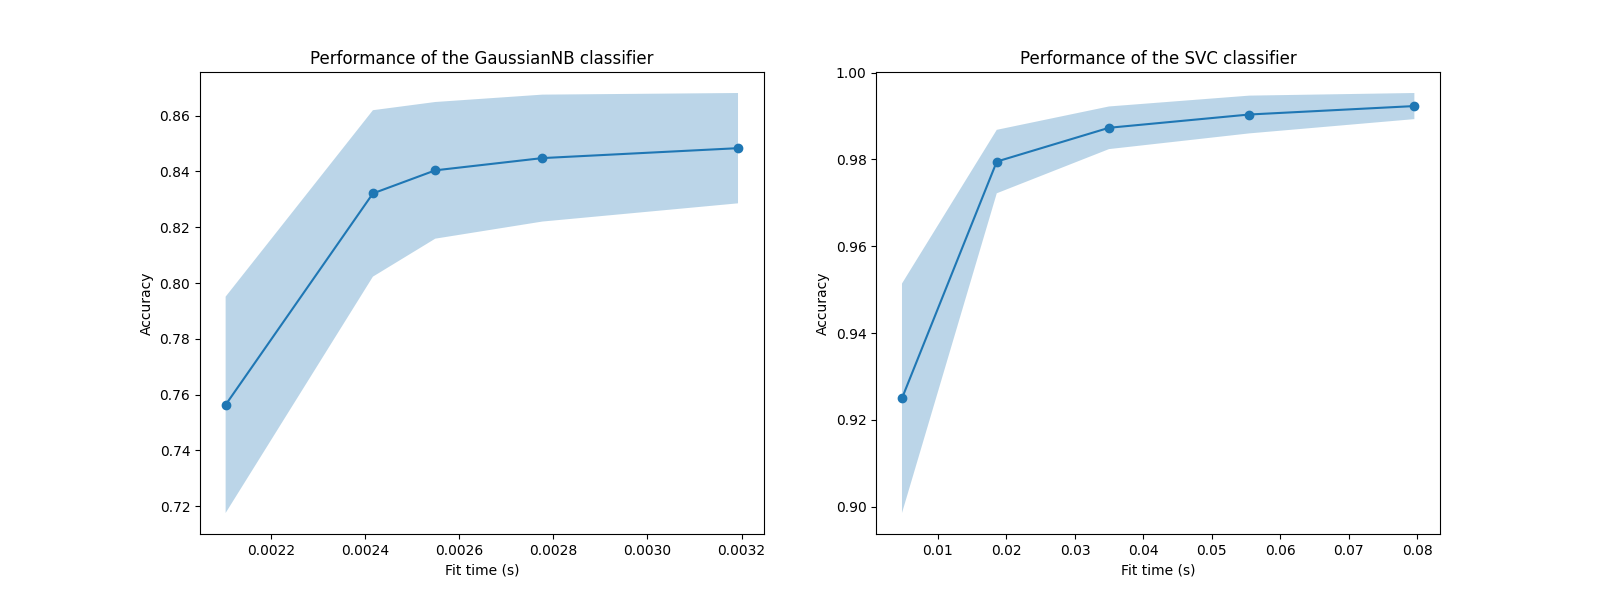 Performance of the GaussianNB classifier
Accuracy
0.86
0.84
0.82
0.80
0.78
0.76
0.74
0.72
0.0022 0.0024 0.0026 0.0028 0.0030 0.0032
Fit time (s)
Performance of the SVC classifier
Accuracy
1.00
0.98
0.96
0.94
0.92
0.90
0.01 0.02 0.03 0.04 0.05 0.06 0.07 0.08
Fit time (s)